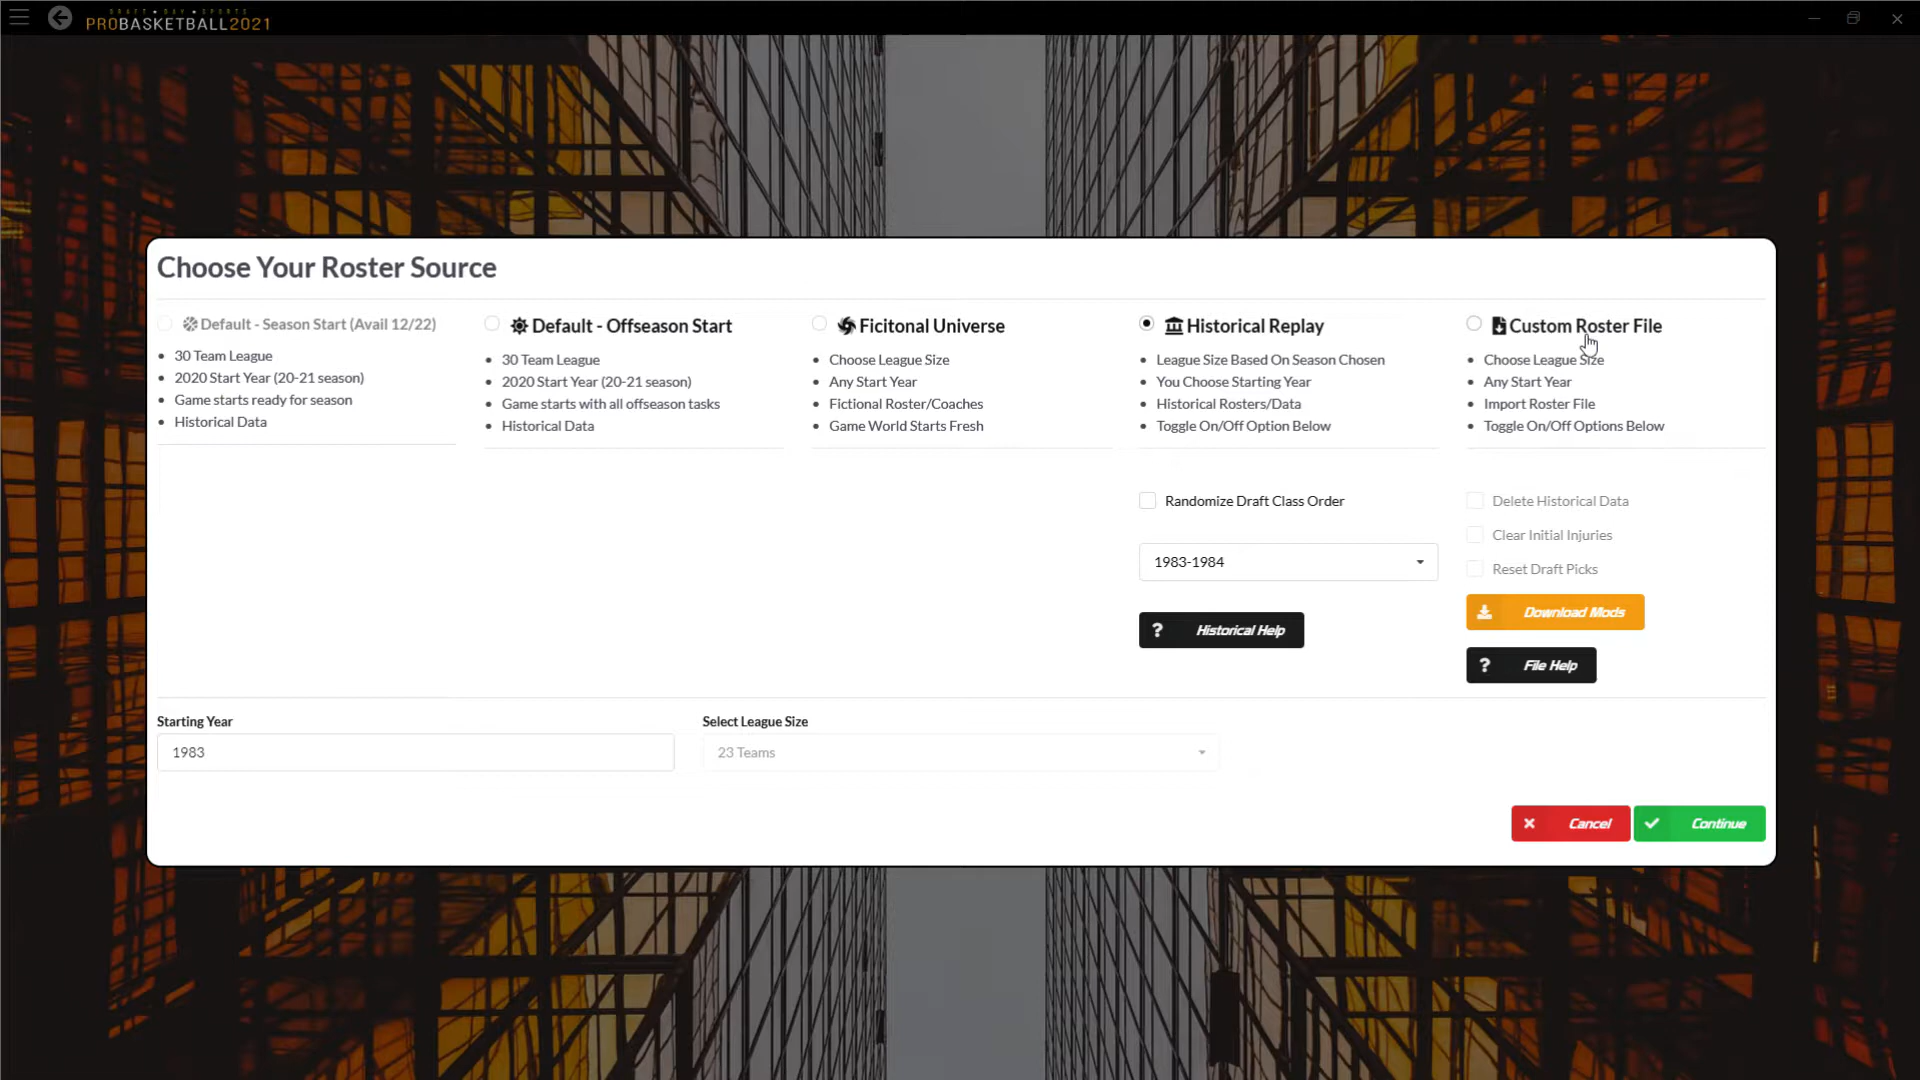 DRAFT • DAY • SPORTS
PROBASKETBALL2021
Choose Your Roster Source
Default - Season Start (Avail 12/22)
30 Team League
2020 Start Year (20-21 season)
Game starts ready for season
Historical Data
Default - Offseason Start
30 Team League
2020 Start Year (20-21 season)
Game starts with all offseason tasks
Historical Data
Ficitonal Universe
Choose League Size
Any Start Year
Fictional Roster/Coaches
Game World Starts Fresh
Historical Replay
League Size Based On Season Chosen
You Choose Starting Year
Historical Rosters/Data
Toggle On/Off Option Below
Randomize Draft Class Order
1983-1984
? Historical Help
Custom Roster File
Choose League Size
Any Start Year
Import Roster File
Toggle On/Off Options Below
Delete Historical Data
Clear Initial Injuries
Reset Draft Picks
Download Mods
? File Help
Starting Year
1983
Select League Size
23 Teams
Cancel
Continue